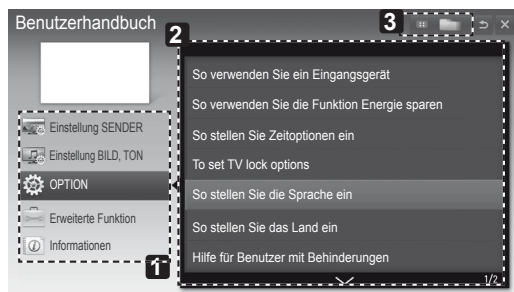 Benutzerhandbuch
3
2
So verwenden Sie ein Eingangsgerät
So verwenden Sie die Funktion Energie sparen
Einstellung SENDER
So stellen Sie Zeitoptionen ein
Einstellung BILD, TON
To set TV lock options
OPTION
So stellen Sie die Sprache ein
Erweiterte Funktion
So stellen Sie das Land ein
Informationen
Hilfe für Benutzer mit Behinderungen
1
1/2